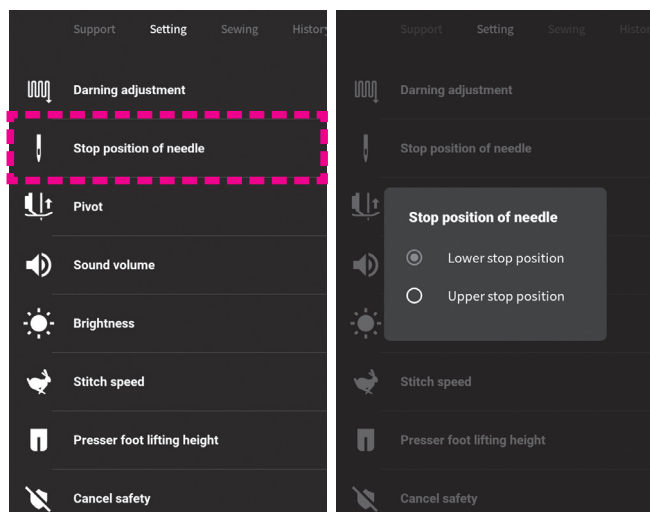 Support Setting Sewing History
Darning adjustment
Stop position of needle
Pivot
Sound volume
Brightness
Stitch speed
Presser foot lifting height
Cancel safety
Support Setting Sewing
Darning adjustment
Stop position of needle
Stop position of needle
Lower stop position
Upper stop position
Stitch speed
Presser foot lifting height
Cancel safety